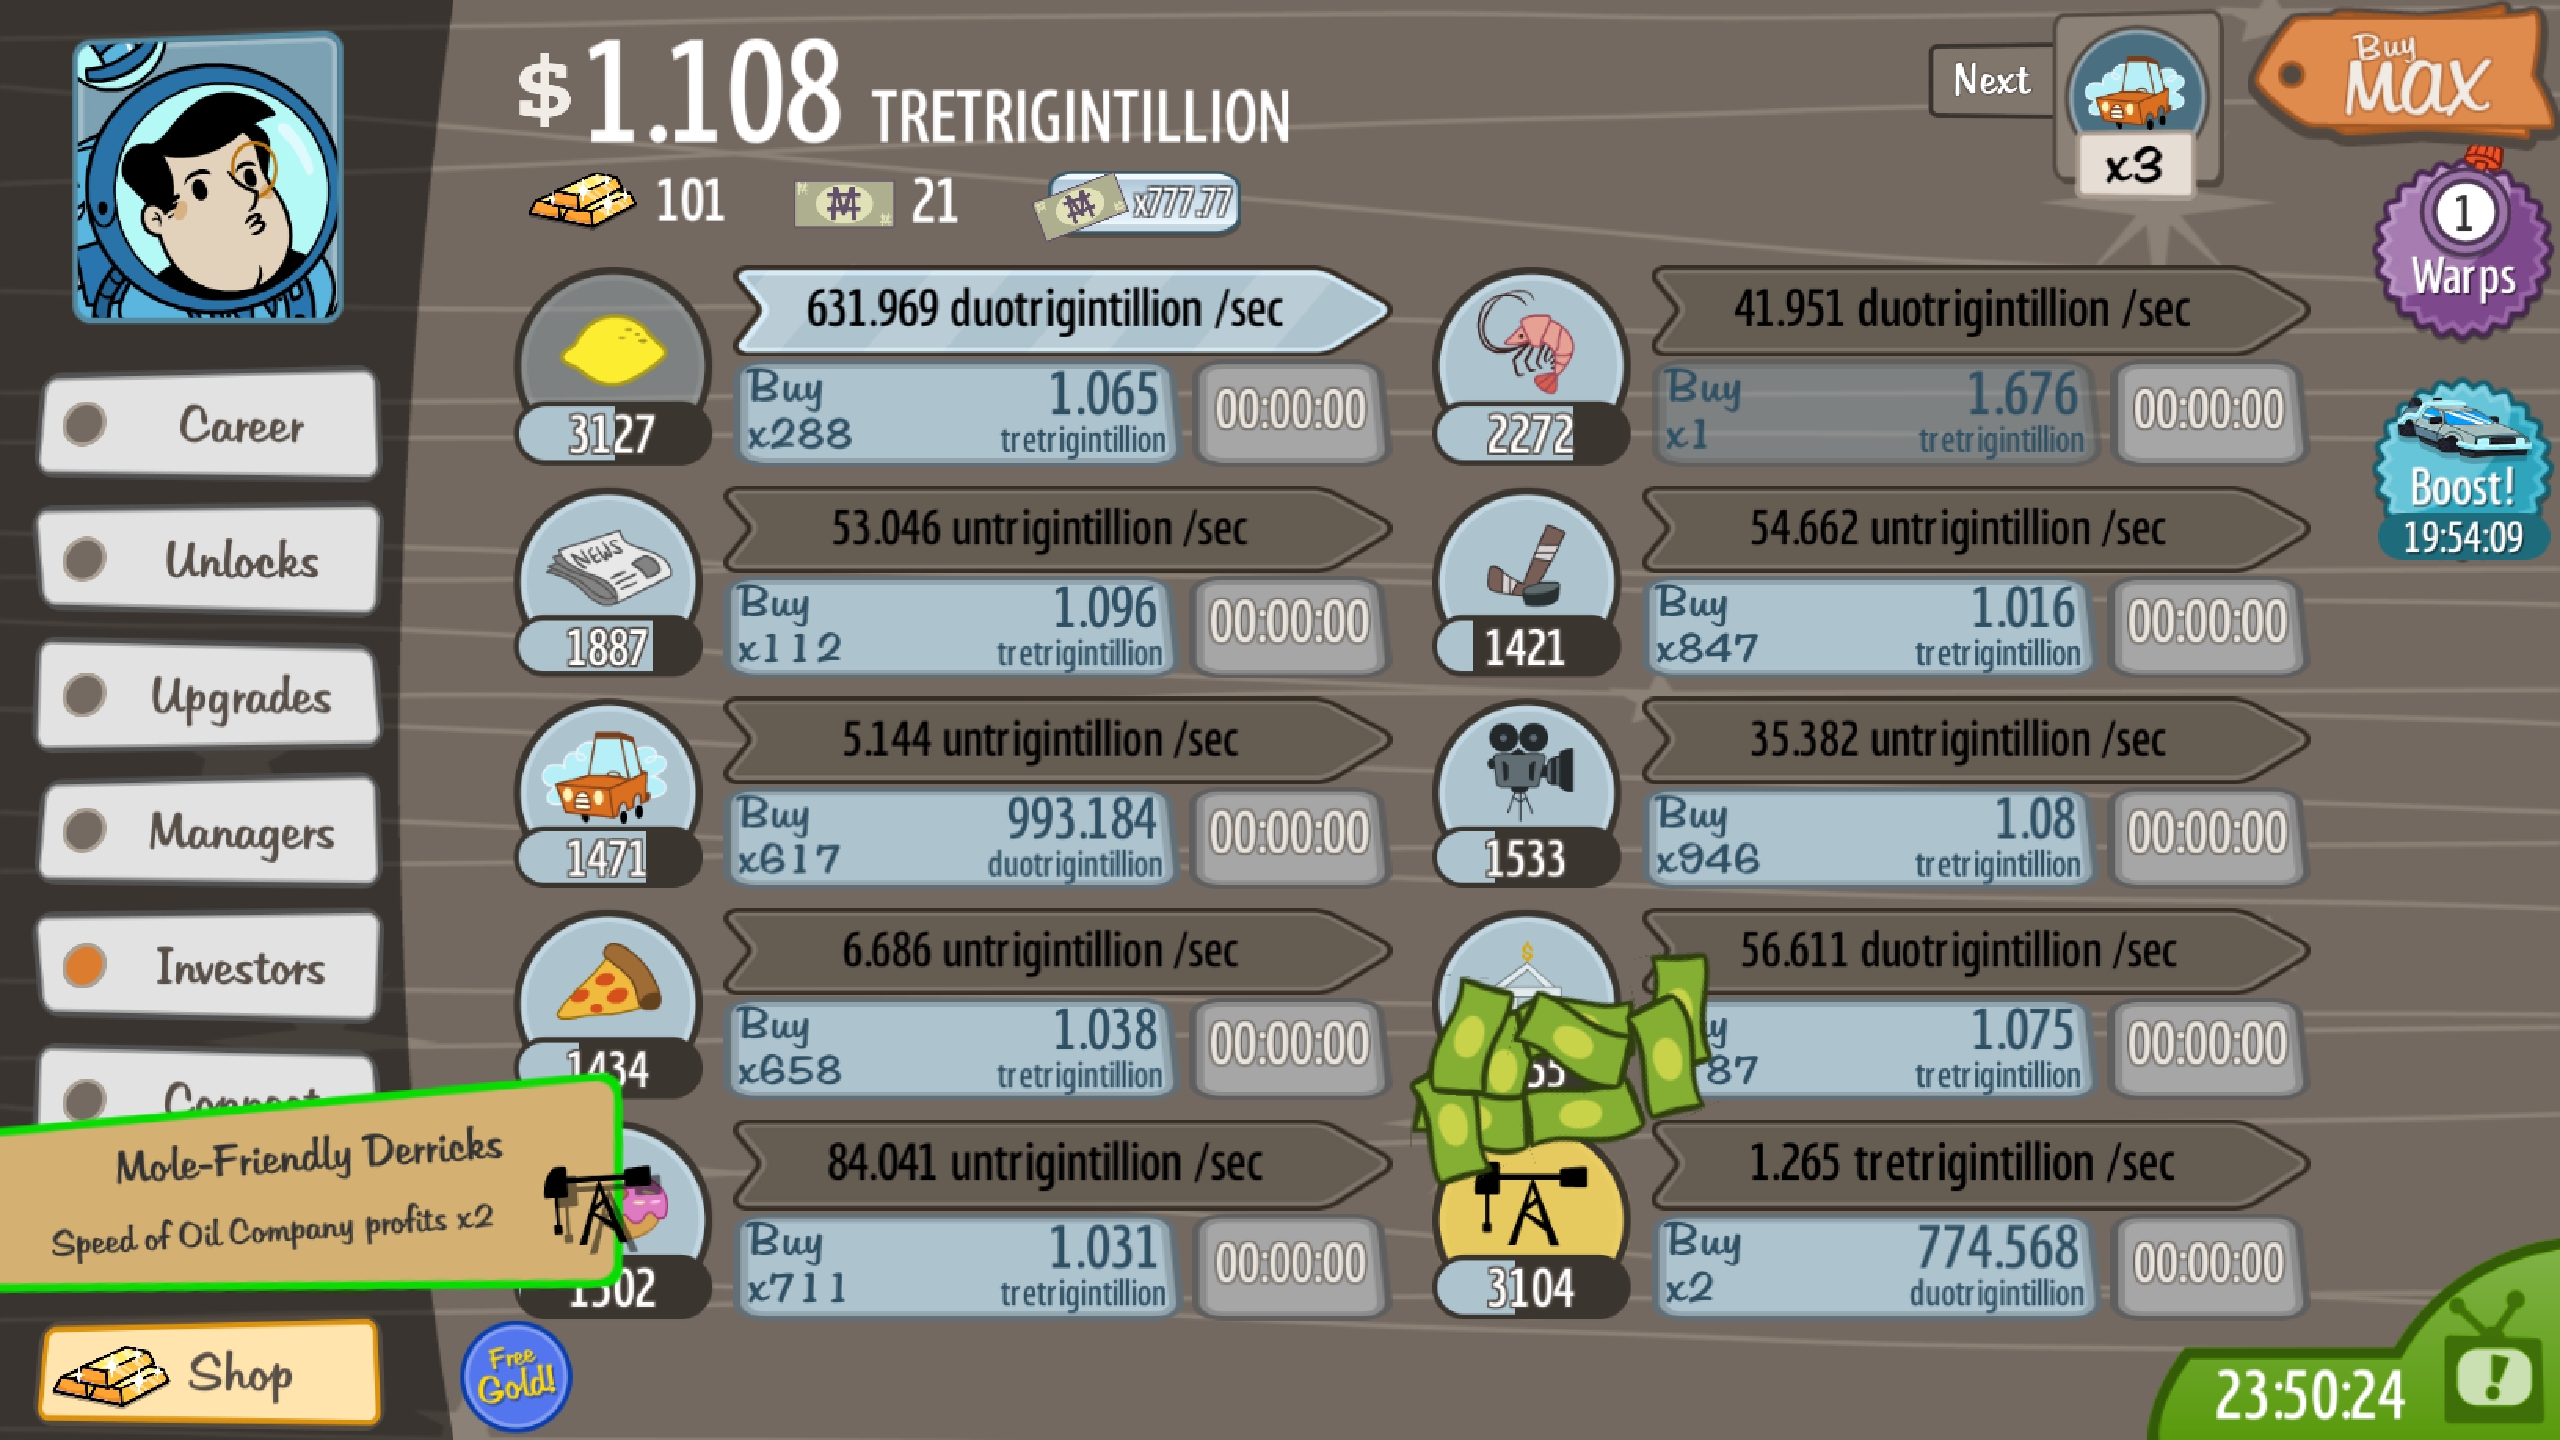 $1.108 TRETRIGINTILLION
Next
x3
Buy
MAX
101
21
x777.77
1
Warps
Boost!
19:54:09
Career
Unlocks
Upgrades
Managers
Investors
Connect
Mole-Friendly Derricks
Speed of Oil Company profits x2
Shop
Free
Gold!
631.969 duotrigintillion /sec
3127
Buy
x288
1.065
tretrigintillion
00:00:00
NEWS
53.046 untrigintillion /sec
1887
Buy
x112
1.096
tretrigintillion
00:00:00
5.144 untrigintillion /sec
1471
Buy
x617
993.184
duotrigintillion
00:00:00
6.686 untrigintillion /sec
1434
Buy
x658
1.038
tretrigintillion
00:00:00
84.041 untrigintillion /sec
1302
Buy
x711
1.031
tretrigintillion
00:00:00
41.951 duotrigintillion /sec
2272
Buy
x1
1.676
tretrigintillion
00:00:00
54.662 untrigintillion /sec
1421
Buy
x847
1.016
tretrigintillion
00:00:00
35.382 untrigintillion /sec
1533
Buy
x946
1.08
tretrigintillion
00:00:00
$
56.611 duotrigintillion /sec
1.075
tretrigintillion
00:00:00
1.265 tretrigintillion /sec
3104
Buy
x2
774.568
duotrigintillion
00:00:00
23:50:24